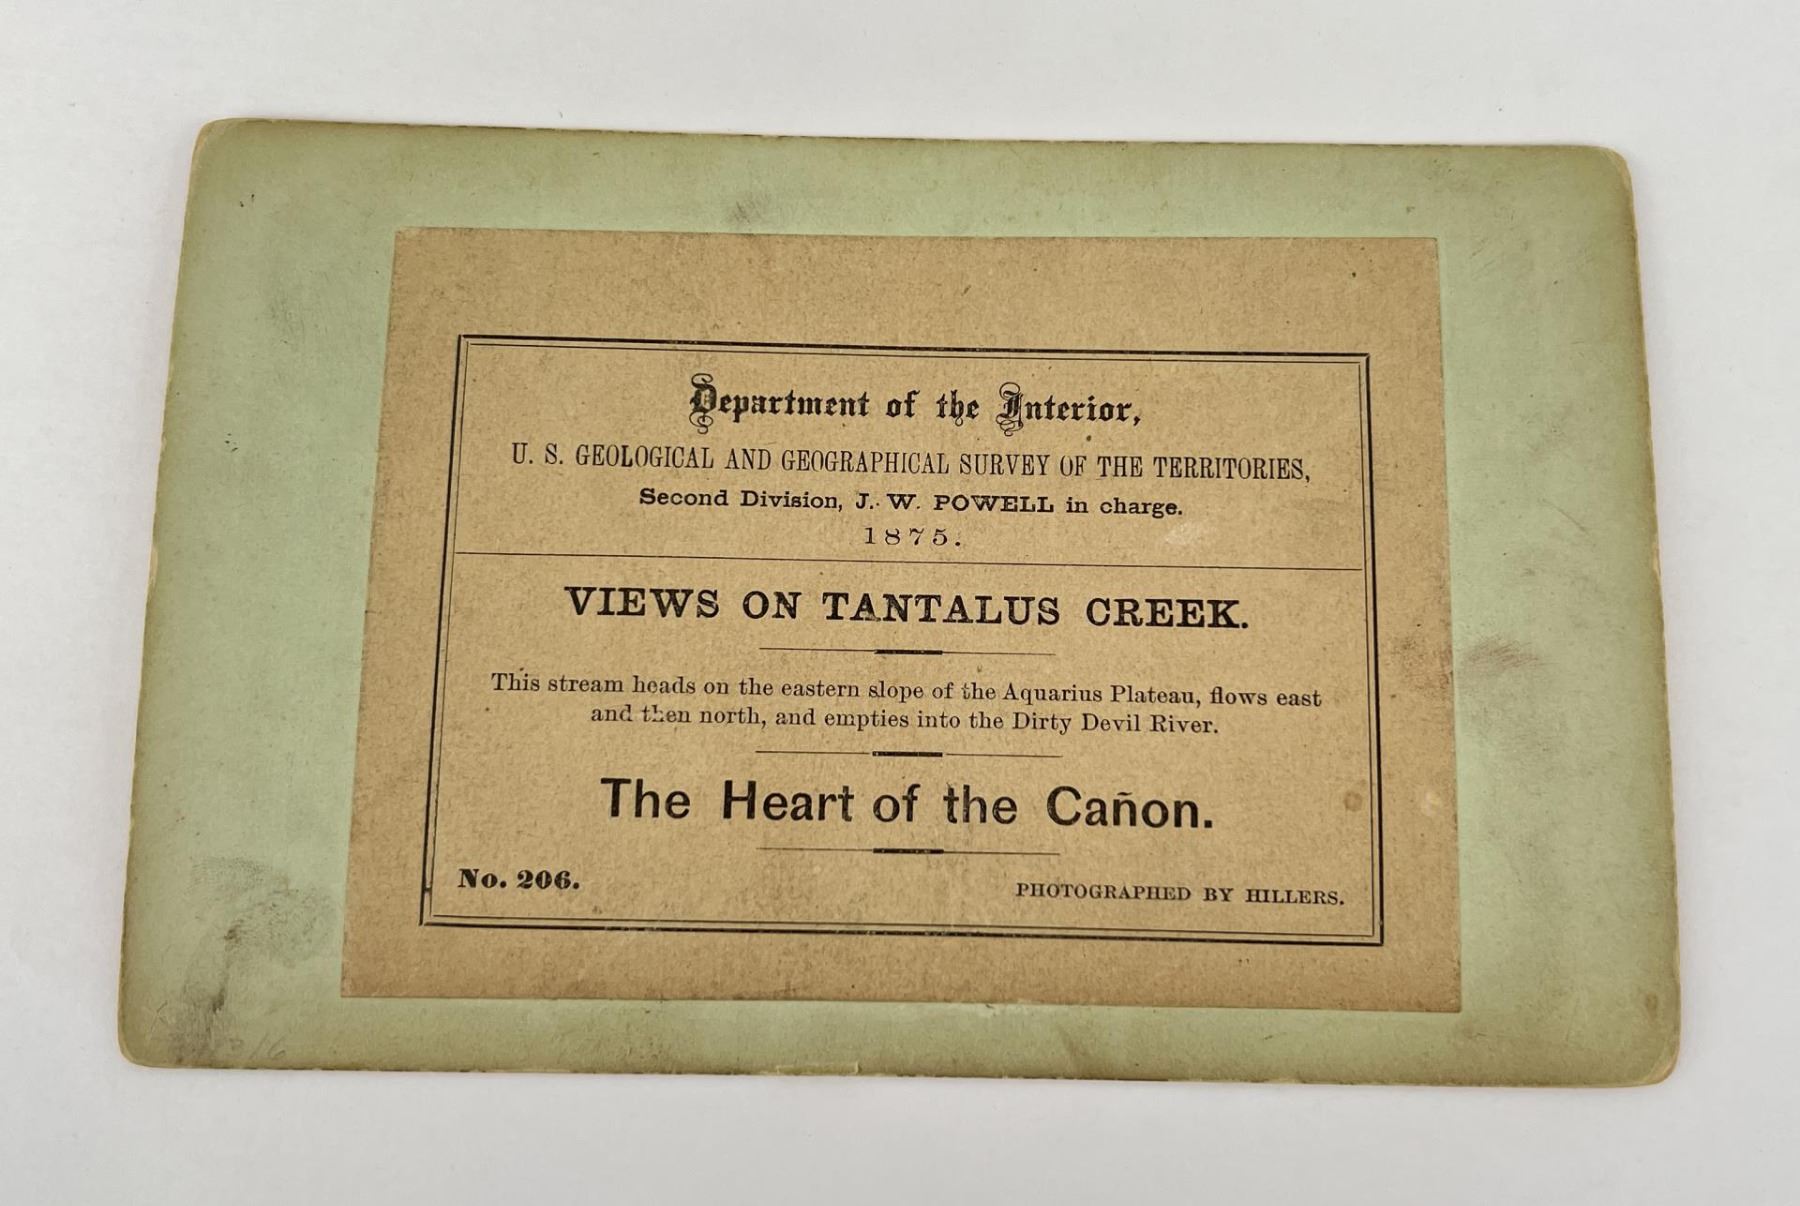 Department of the Interior,
U. S. GEOLOGICAL AND GEOGRAPHICAL SURVEY OF THE TERRITORIES,
Second Division, J. W. POWELL in charge.
1875.
VIEWS ON TANTALUS CREEK.
This stream heads on the eastern slope of the Aquarius Plateau, flows east
and then north, and empties into the Dirty Devil River.
The Heart of the Cañon.
No. 206.
PHOTOGRAPHED BY HILLERS.